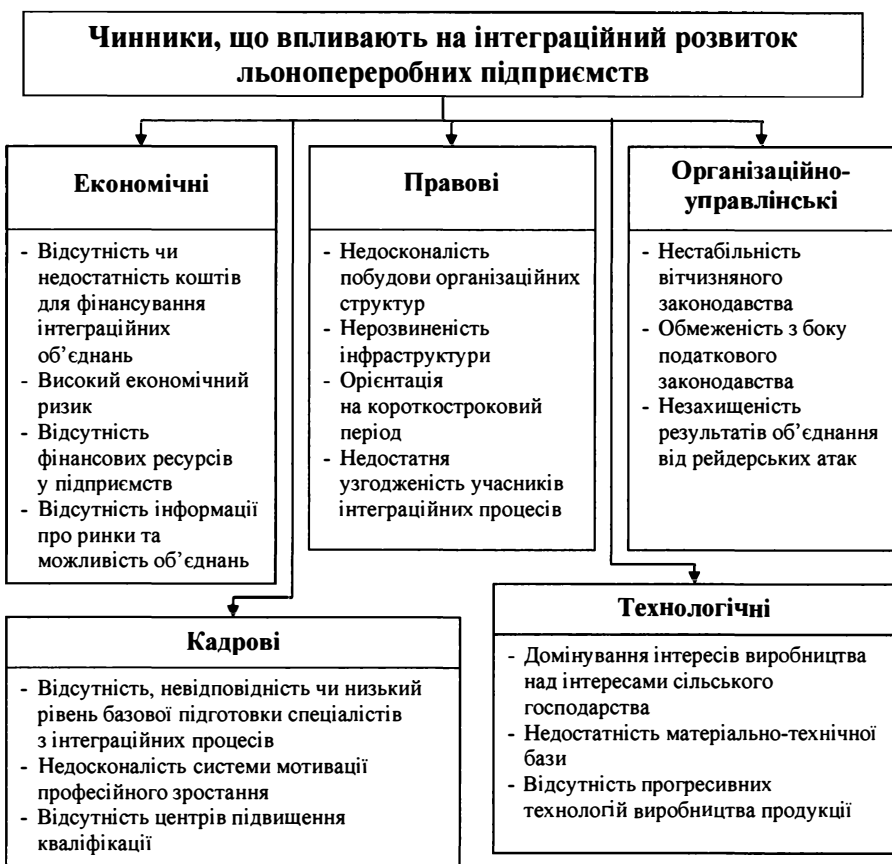 Чинники, що впливають на інтеграційний розвиток
льонопереробних підприємств
Економічні
- Відсутність чи
недостатність коштів
для фінансування
інтеграційних
об’єднань
- Високий економічний
ризик
- Відсутність
фінансових ресурсів
у підприємств
- Відсутність інформації
про ринки та
можливість об’єднань
Правові
- Недосконалість
побудови організаційних
структур
- Нерозвиненість
інфраструктури
- Орієнтація
на короткостроковий
період
- Недостатня
узгодженість учасників
інтеграційних процесів
Організаційно-
управлінські
- Нестабільність
вітчизняного
законодавства
- Обмеженість з боку
податкового
законодавства
- Незахищеність
результатів об’єднання
від рейдерських атак
Кадрові
- Відсутність, невідповідність чи низький
рівень базової підготовки спеціалістів
з інтеграційних процесів
- Недосконалість системи мотивації
професійного зростання
- Відсутність центрів підвищення
кваліфікації
Технологічні
- Домінування інтересів виробництва
над інтересами сільського
господарства
- Недостатність матеріально-технічної
бази
- Відсутність прогресивних
технологій виробництва продукції